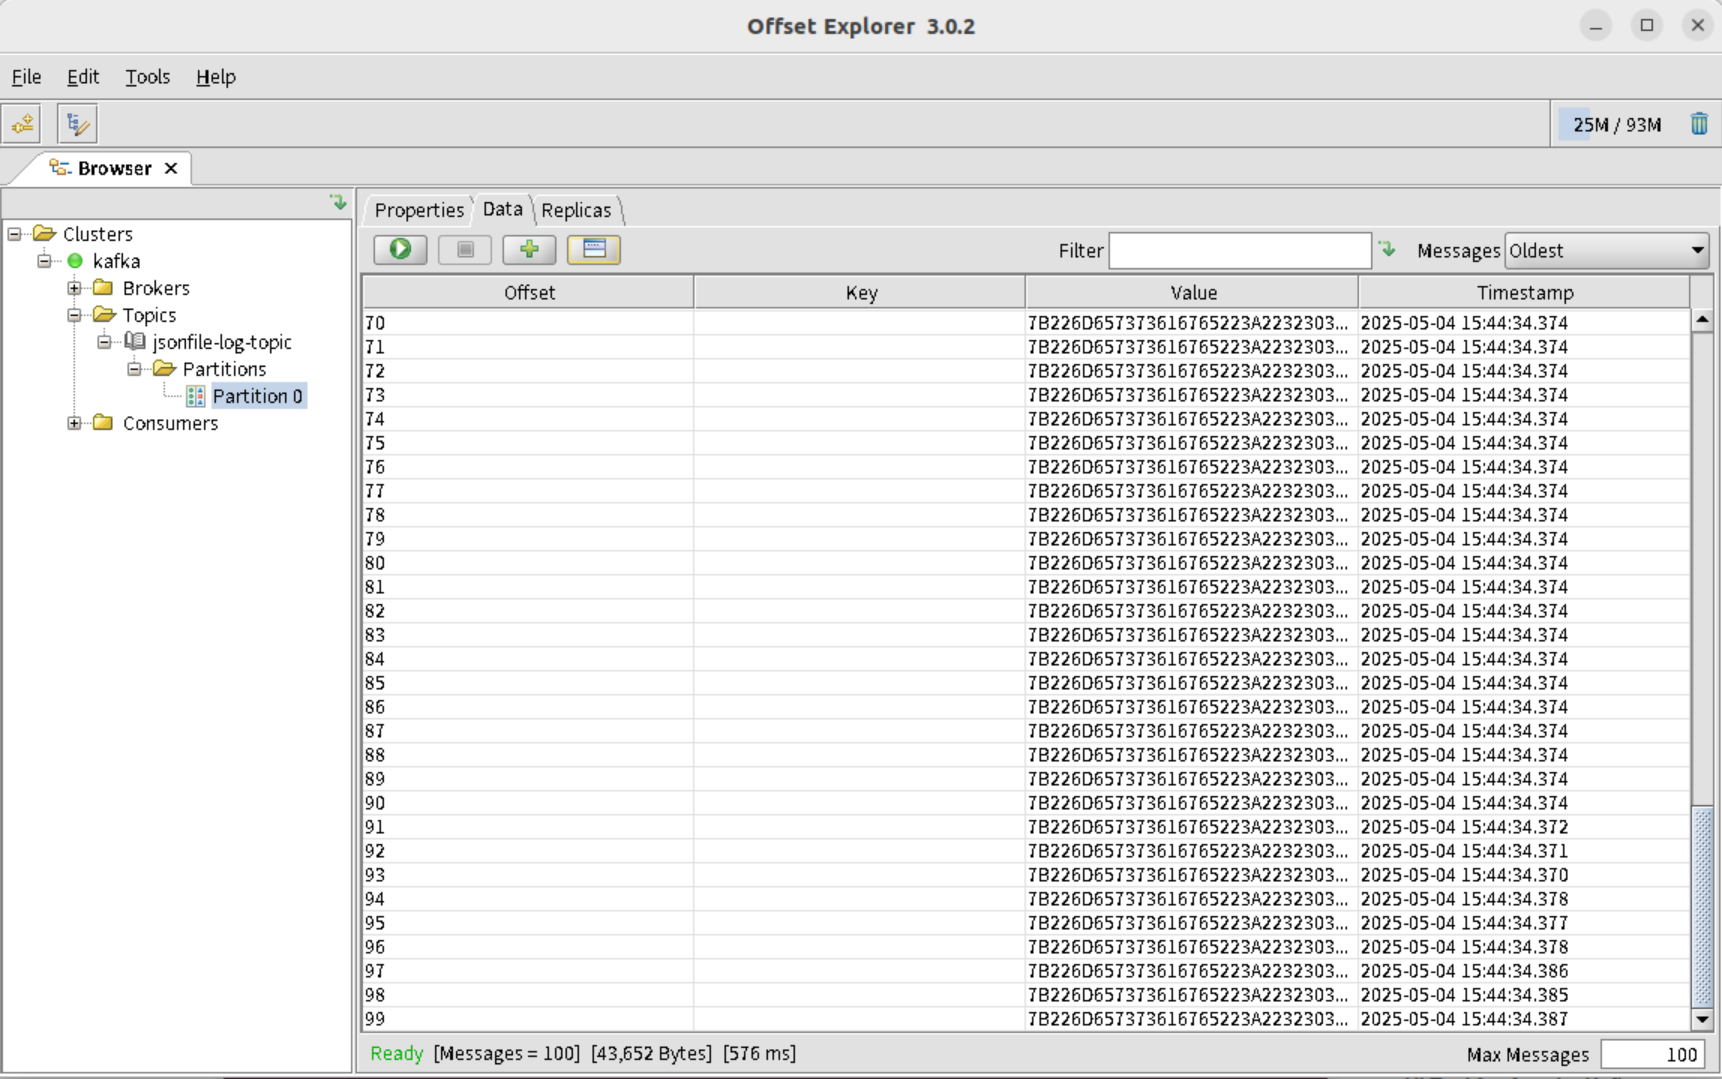 Offset Explorer 3.0.2
File Edit Tools Help
25M / 93M
Browser
Clusters
kafka
Brokers
Topics
jsonfile-log-topic
Partitions
Partition 0
Consumers
Properties Data Replicas
Filter Messages Oldest
Offset Key Value Timestamp
70 7B226D657373616765223A2232303... 2025-05-04 15:44:34.374
71 7B226D657373616765223A2232303... 2025-05-04 15:44:34.374
72 7B226D657373616765223A2232303... 2025-05-04 15:44:34.374
73 7B226D657373616765223A2232303... 2025-05-04 15:44:34.374
74 7B226D657373616765223A2232303... 2025-05-04 15:44:34.374
75 7B226D657373616765223A2232303... 2025-05-04 15:44:34.374
76 7B226D657373616765223A2232303... 2025-05-04 15:44:34.374
77 7B226D657373616765223A2232303... 2025-05-04 15:44:34.374
78 7B226D657373616765223A2232303... 2025-05-04 15:44:34.374
79 7B226D657373616765223A2232303... 2025-05-04 15:44:34.374
80 7B226D657373616765223A2232303... 2025-05-04 15:44:34.374
81 7B226D657373616765223A2232303... 2025-05-04 15:44:34.374
82 7B226D657373616765223A2232303... 2025-05-04 15:44:34.374
83 7B226D657373616765223A2232303... 2025-05-04 15:44:34.374
84 7B226D657373616765223A2232303... 2025-05-04 15:44:34.374
85 7B226D657373616765223A2232303... 2025-05-04 15:44:34.374
86 7B226D657373616765223A2232303... 2025-05-04 15:44:34.374
87 7B226D657373616765223A2232303... 2025-05-04 15:44:34.374
88 7B226D657373616765223A2232303... 2025-05-04 15:44:34.374
89 7B226D657373616765223A2232303... 2025-05-04 15:44:34.374
90 7B226D657373616765223A2232303... 2025-05-04 15:44:34.374
91 7B226D657373616765223A2232303... 2025-05-04 15:44:34.372
92 7B226D657373616765223A2232303... 2025-05-04 15:44:34.371
93 7B226D657373616765223A2232303... 2025-05-04 15:44:34.370
94 7B226D657373616765223A2232303... 2025-05-04 15:44:34.378
95 7B226D657373616765223A2232303... 2025-05-04 15:44:34.377
96 7B226D657373616765223A2232303... 2025-05-04 15:44:34.378
97 7B226D657373616765223A2232303... 2025-05-04 15:44:34.386
98 7B226D657373616765223A2232303... 2025-05-04 15:44:34.385
99 7B226D657373616765223A2232303... 2025-05-04 15:44:34.387
Ready [Messages = 100] [43,652 Bytes] [576 ms] Max Messages 100